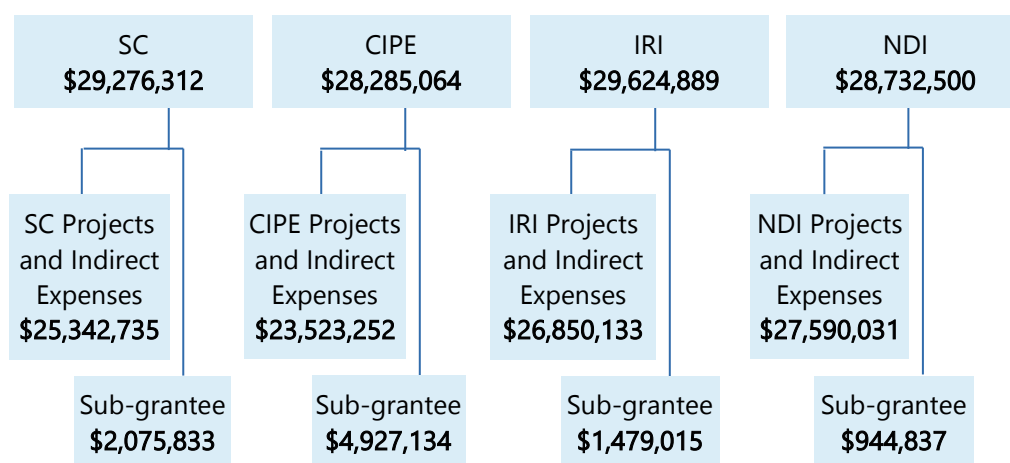 SC
$29,276,312
CIPE
$28,285,064
IRI
$29,624,889
NDI
$28,732,500
SC Projects
and Indirect
Expenses
$25,342,735
CIPE Projects
and Indirect
Expenses
$23,523,252
IRI Projects
and Indirect
Expenses
$26,850,133
NDI Projects
and Indirect
Expenses
$27,590,031
Sub-grantee
$2,075,833
Sub-grantee
$4,927,134
Sub-grantee
$1,479,015
Sub-grantee
$944,837